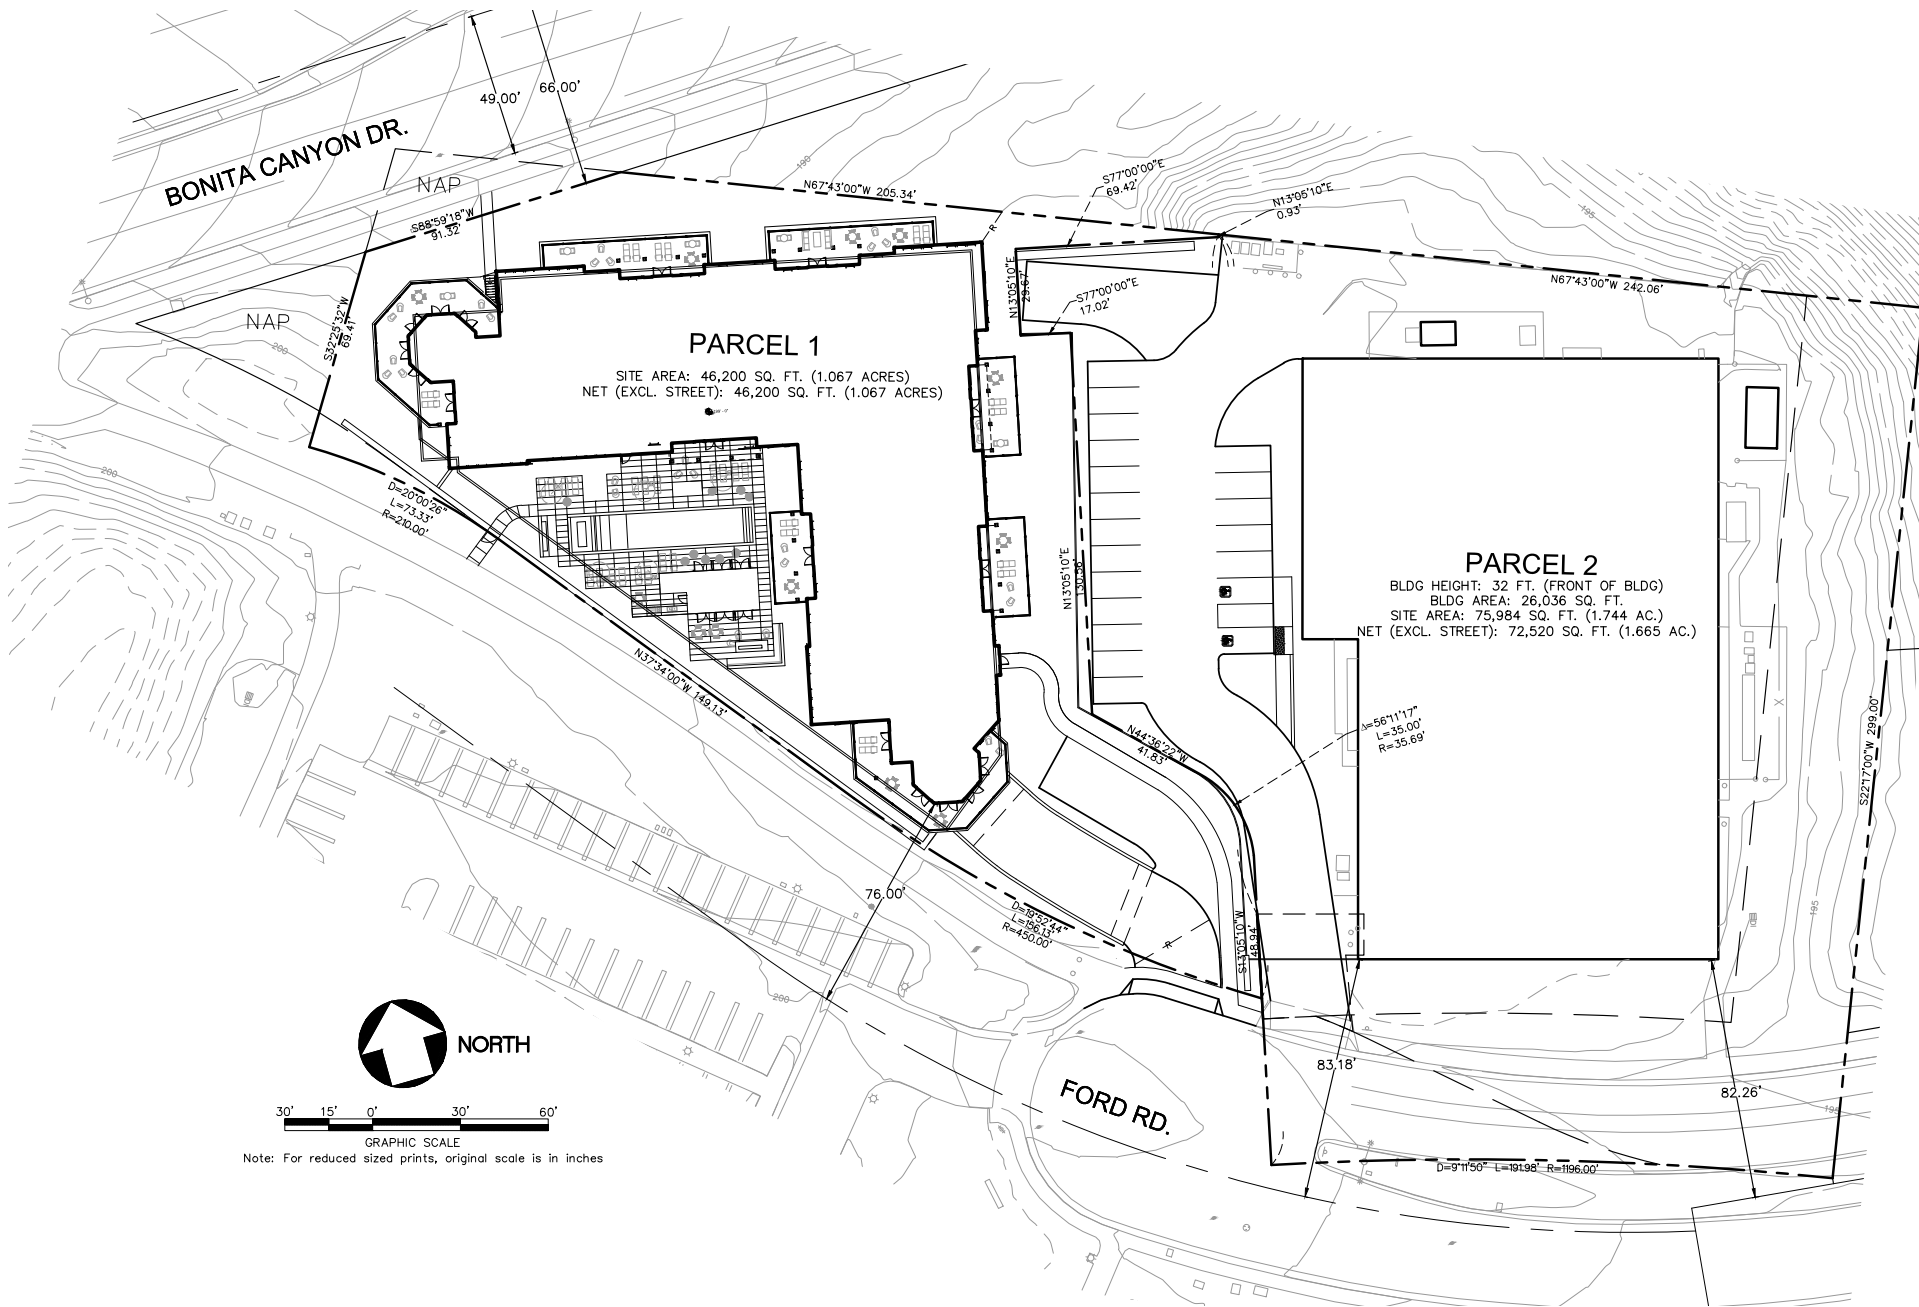 49.00'
66.00'
BONITA CANYON DR.
NAP
190
S77°00'00"E
69.42'
N67°43'00"W 205.34'
N13°05'10"E
0.93'
195
S88°59'18"W
91.32'
R
N67°43'00"W 242.06'
N13°05'10"E
29.67'
S77°00'00"E
17.02'
NAP
S32°25'32"W
69.41'
200
PARCEL 1
SITE AREA: 46,200 SQ. FT. (1.067 ACRES)
NET (EXCL. STREET): 46,200 SQ. FT. (1.067 ACRES)
200
D=20°00'26"
L=73.33'
R=210.00'
N13°05'10"E
130.56'
PARCEL 2
BLDG HEIGHT: 32 FT. (FRONT OF BLDG)
BLDG AREA: 26,036 SQ. FT.
SITE AREA: 75,984 SQ. FT. (1.744 AC.)
NET (EXCL. STREET): 72,520 SQ. FT. (1.665 AC.)
N37°34'00"W 149.13'
X
S22°17'00"W 299.00'
N44°36'22"W
41.83'
Δ=56°11'17"
L=35.00'
R=35.69'
76.00'
D=19°52'44"
L=156.13'
R=450.00'
R
S13°05'10"W
48.94'
195
200
NORTH
83.18'
82.26'
FORD RD.
195
30' 15' 0' 30' 60'
GRAPHIC SCALE
Note: For reduced sized prints, original scale is in inches
D=9°11'50" L=191.98' R=1196.00'